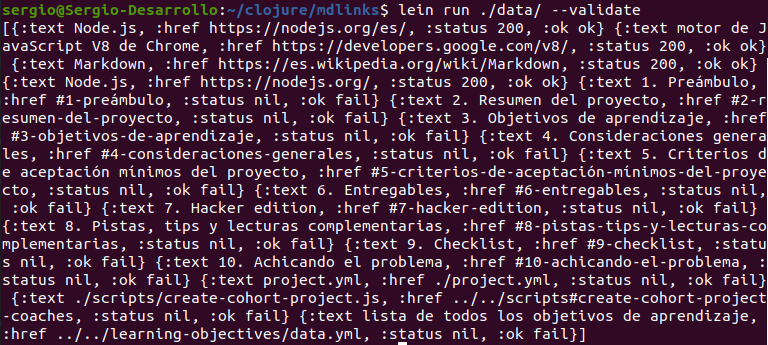 sergio@Sergio-Desarrollo:~/clojure/mdlinks$ lein run ./data/ --validate
[{:text Node.js, :href https://nodejs.org/es/, :status 200, :ok ok} {:text motor de J
avaScript V8 de Chrome, :href https://developers.google.com/v8/, :status 200, :ok ok}
 {:text Markdown, :href https://es.wikipedia.org/wiki/Markdown, :status 200, :ok ok}
{:text Node.js, :href https://nodejs.org/, :status 200, :ok ok} {:text 1. Preámbulo,
:href #1-preámbulo, :status nil, :ok fail} {:text 2. Resumen del proyecto, :href #2-r
esumen-del-proyecto, :status nil, :ok fail} {:text 3. Objetivos de aprendizaje, :href
 #3-objetivos-de-aprendizaje, :status nil, :ok fail} {:text 4. Consideraciones genera
les, :href #4-consideraciones-generales, :status nil, :ok fail} {:text 5. Criterios d
e aceptación mínimos del proyecto, :href #5-criterios-de-aceptación-mínimos-del-proye
cto, :status nil, :ok fail} {:text 6. Entregables, :href #6-entregables, :status nil,
 :ok fail} {:text 7. Hacker edition, :href #7-hacker-edition, :status nil, :ok fail}
{:text 8. Pistas, tips y lecturas complementarias, :href #8-pistas-tips-y-lecturas-co
mplementarias, :status nil, :ok fail} {:text 9. Checklist, :href #9-checklist, :statu
s nil, :ok fail} {:text 10. Achicando el problema, :href #10-achicando-el-problema, :
status nil, :ok fail} {:text project.yml, :href ./project.yml, :status nil, :ok fail}
 {:text ./scripts/create-cohort-project.js, :href ../../scripts#create-cohort-project
-coaches, :status nil, :ok fail} {:text lista de todos los objetivos de aprendizaje,
:href ../../learning-objectives/data.yml, :status nil, :ok fail}]